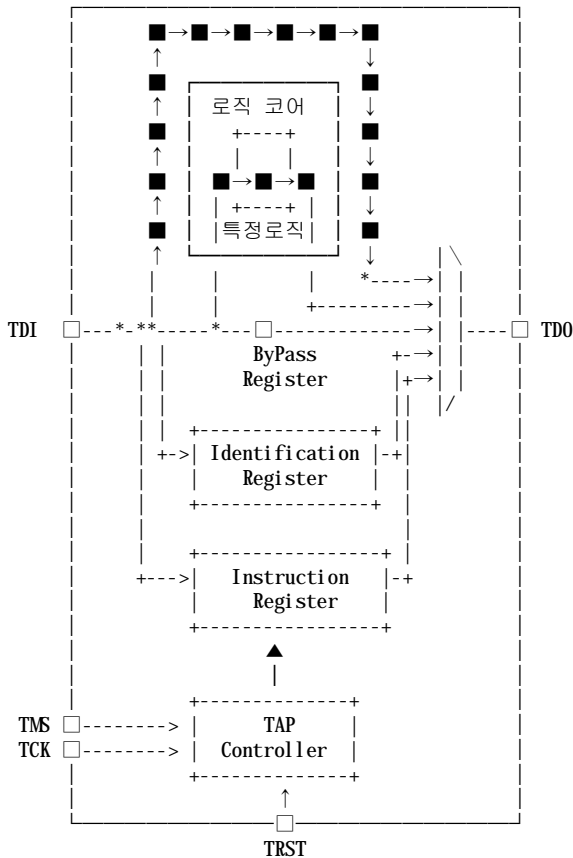 로직 코어
특정로직
TDI
TDO
ByPass
Register
Identification
Register
Instruction
Register
TMS
TCK
TAP
Controller
TRST